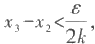 x₃ − x₂ < ε/2k,